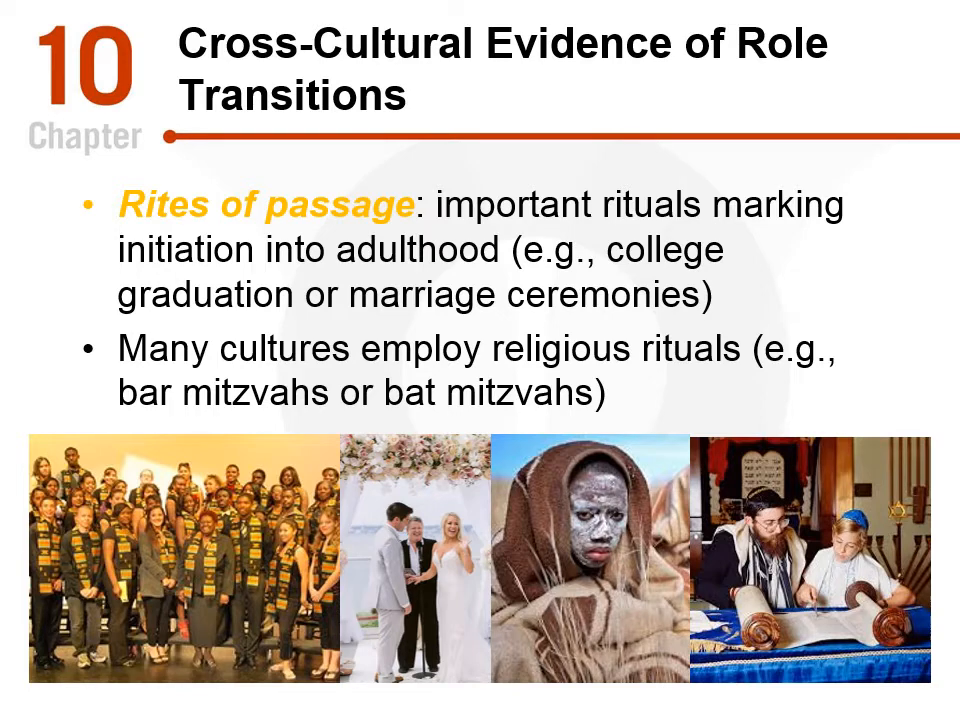 10
Chapter
Cross-Cultural Evidence of Role
Transitions
• Rites of passage: important rituals marking
initiation into adulthood (e.g., college
graduation or marriage ceremonies)
• Many cultures employ religious rituals (e.g.,
bar mitzvahs or bat mitzvahs)